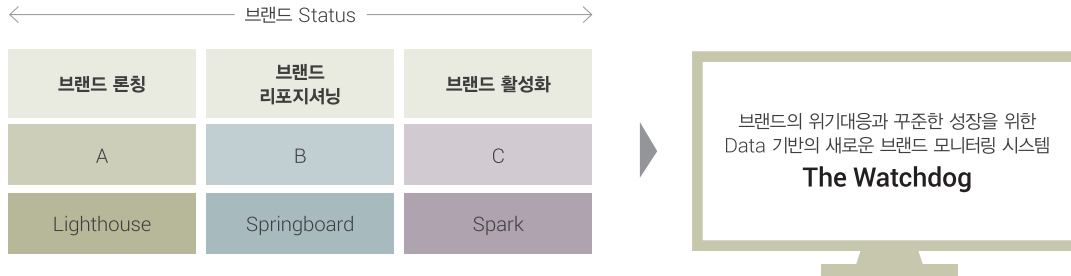 브랜드 Status
브랜드 론칭
브랜드
리포지셔닝
브랜드 활성화
A
B
C
Lighthouse
Springboard
Spark
브랜드의 위기대응과 꾸준한 성장을 위한
Data 기반의 새로운 브랜드 모니터링 시스템
The Watchdog